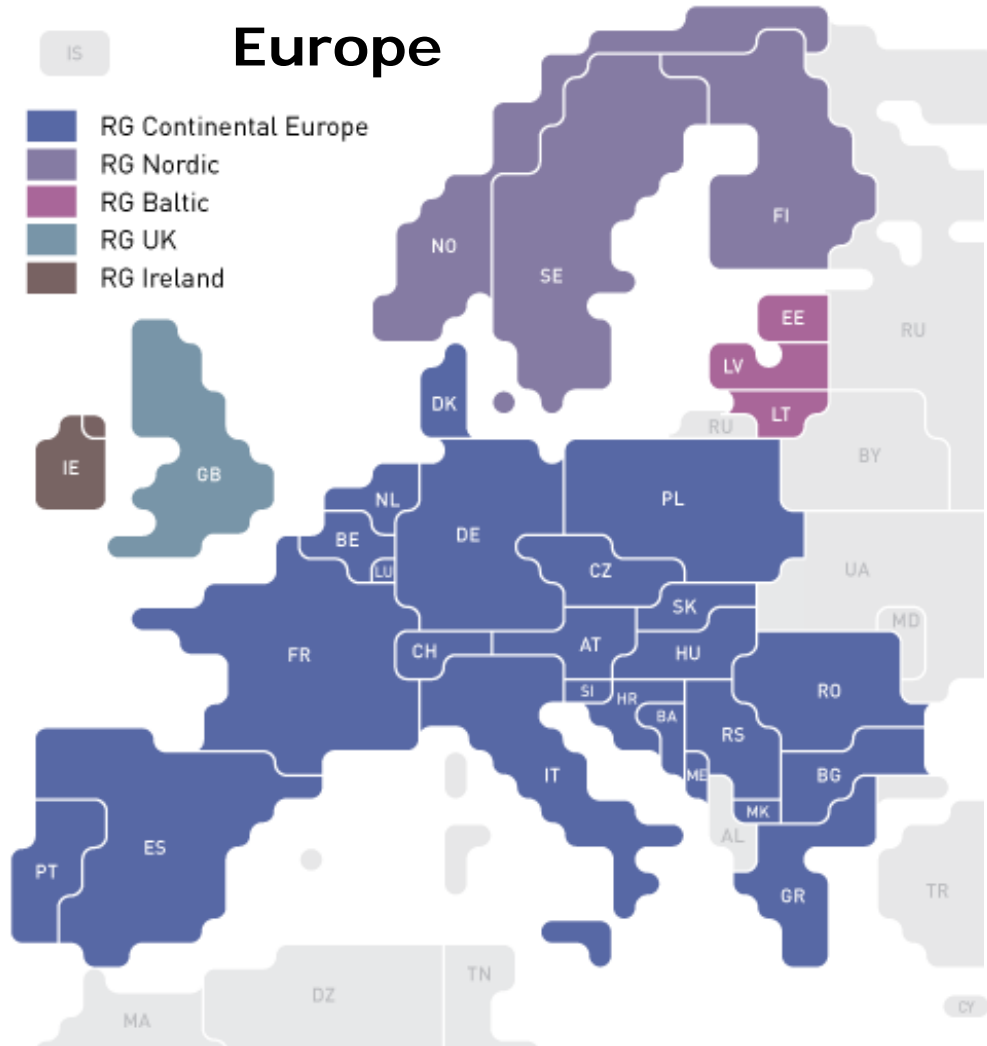 Europe
IS
RG Continental Europe
RG Nordic
RG Baltic
RG UK
RG Ireland
NO
SE
FI
RU
EE
LV
LT
RU
BY
DK
IE
GB
NL
BE
LU
DE
PL
CZ
SK
UA
MD
FR
CH
AT
HU
SI
HR
BA
RS
RO
ME
MK
BG
AL
IT
PT
ES
GR
TR
MA
DZ
TN
CY